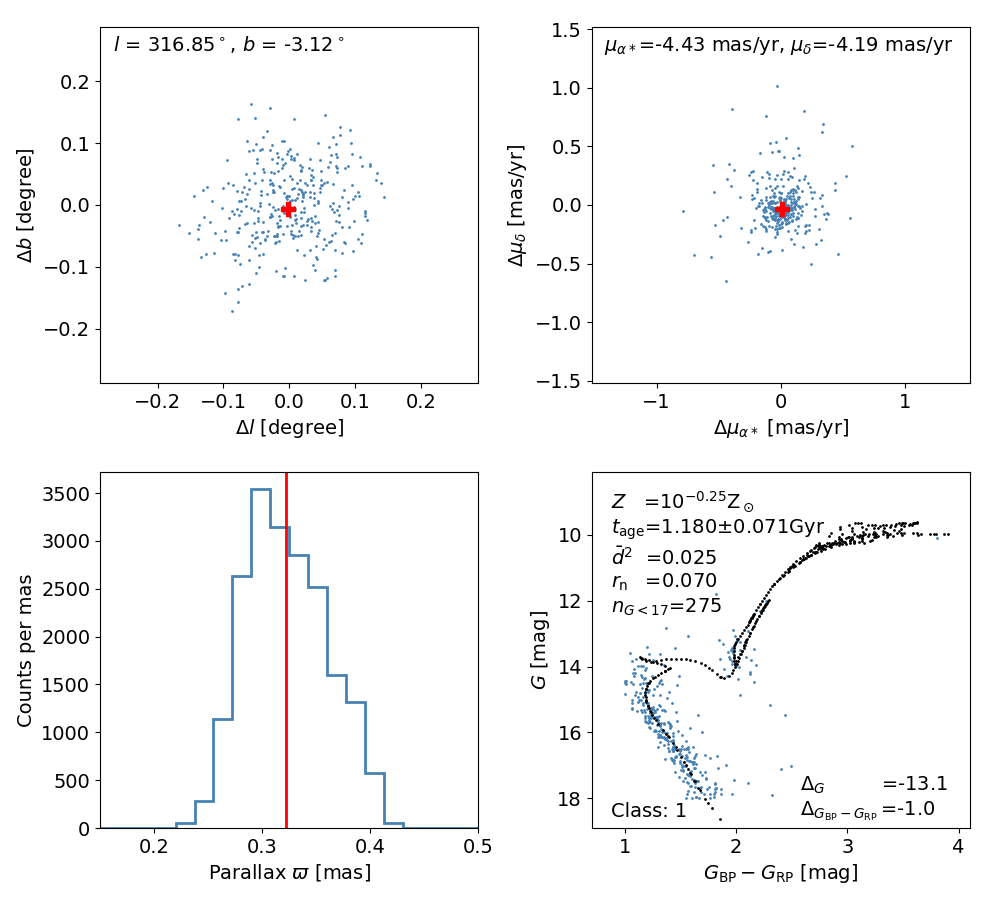 l = 316.85°, b = -3.12°
0.2
0.1
0.0
−0.1
−0.2
Δb [degree]
−0.2 −0.1 0.0 0.1 0.2
Δl [degree]
μα*=-4.43 mas/yr, μδ=-4.19 mas/yr
1.5
1.0
0.5
0.0
−0.5
−1.0
−1.5
Δμδ [mas/yr]
−1 0 1
Δμα* [mas/yr]
3500
3000
2500
2000
1500
1000
500
0
Counts per mas
0.2 0.3 0.4 0.5
Parallax ϖ [mas]
Z =10^−0.25 Z⊙
t_age=1.180±0.071Gyr
d̄² =0.025
r_n =0.070
n_G<17=275
10
12
14
16
18
G [mag]
Δ_G =-13.1
Δ_G_BP−G_RP =-1.0
Class: 1
1 2 3 4
G_BP − G_RP [mag]